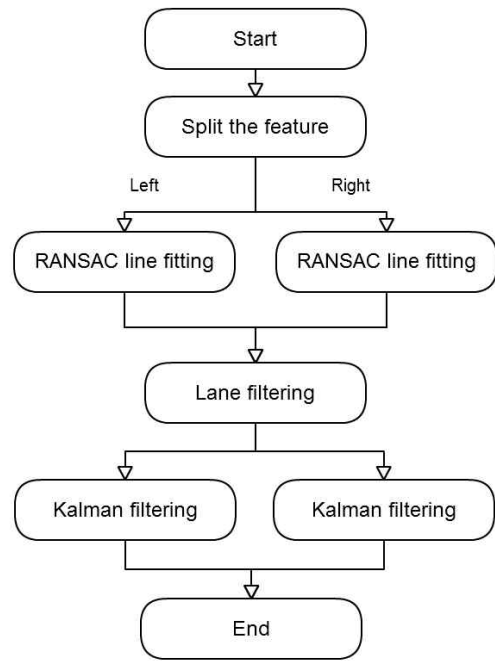 Start
Split the feature
Left
Right
RANSAC line fitting
RANSAC line fitting
Lane filtering
Kalman filtering
Kalman filtering
End